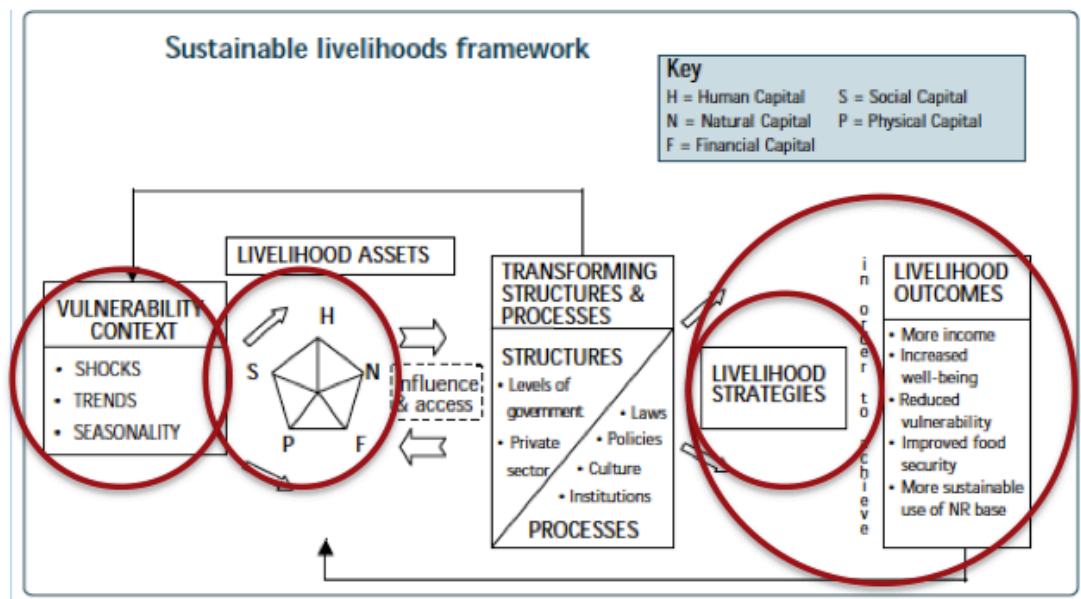 Sustainable livelihoods framework
Key
H = Human Capital S = Social Capital
N = Natural Capital P = Physical Capital
F = Financial Capital
LIVELIHOOD ASSETS
VULNERABILITY
CONTEXT
• SHOCKS
• TRENDS
• SEASONALITY
H
S
N
P
F
Influence
& access
TRANSFORMING
STRUCTURES &
PROCESSES
STRUCTURES
• Levels of
government
• Private
sector
• Laws
• Policies
• Culture
• Institutions
PROCESSES
LIVELIHOOD
STRATEGIES
in order to achieve
LIVELIHOOD
OUTCOMES
• More income
• Increased
well-being
• Reduced
vulnerability
• Improved food
security
• More sustainable
use of NR base